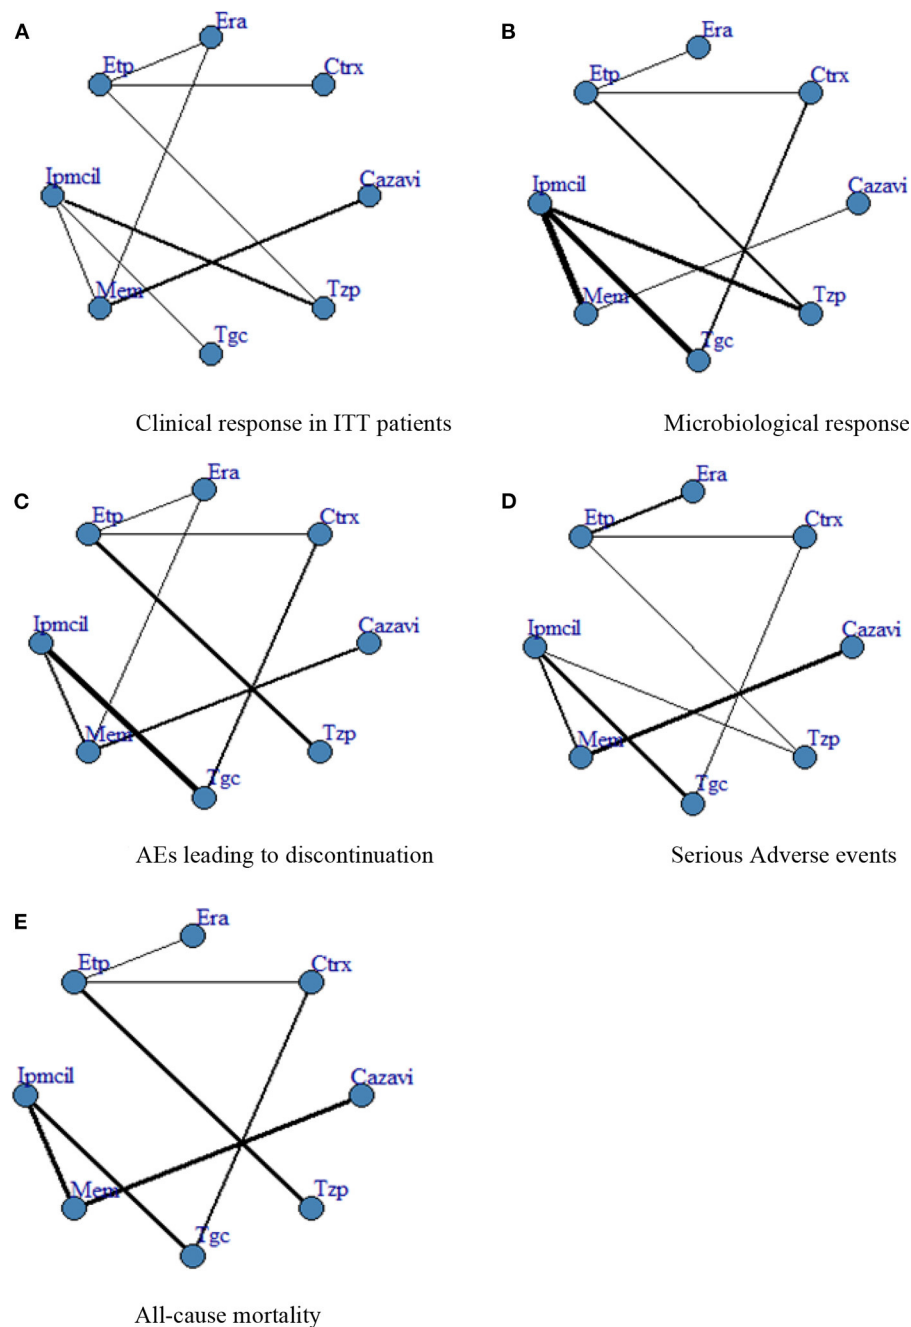 A
Era
Etp
Ctrx
Ipmcil
Cazavi
Mem
Tzp
Tgc
Clinical response in ITT patients
B
Era
Etp
Ctrx
Ipmcil
Cazavi
Mem
Tzp
Tgc
Microbiological response
C
Era
Etp
Ctrx
Ipmcil
Cazavi
Mem
Tzp
Tgc
AEs leading to discontinuation
D
Era
Etp
Ctrx
Ipmcil
Cazavi
Mem
Tzp
Tgc
Serious Adverse events
E
Era
Etp
Ctrx
Ipmcil
Cazavi
Mem
Tzp
Tgc
All-cause mortality